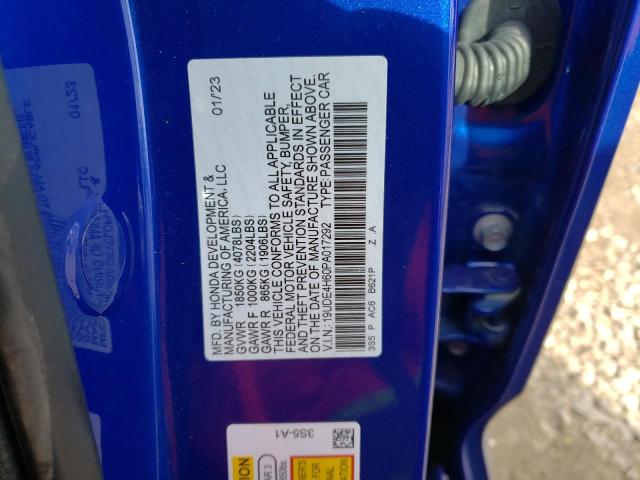 01/23
MFD. BY HONDA DEVELOPMENT &
MANUFACTURING OF AMERICA, LLC
GVWR 1850KG (4078LBS)
GAWR F 1000KG (2204LBS)
GAWR R 865KG (1906LBS)
THIS VEHICLE CONFORMS TO ALL APPLICABLE
FEDERAL MOTOR VEHICLE SAFETY, BUMPER,
AND THEFT PREVENTION STANDARDS IN EFFECT
ON THE DATE OF MANUFACTURE SHOWN ABOVE.
V.I.N.: 19UDE4H60PA017292 TYPE: PASSENGER CAR
3S5 P AC6 B621P Z A
3S5-A1